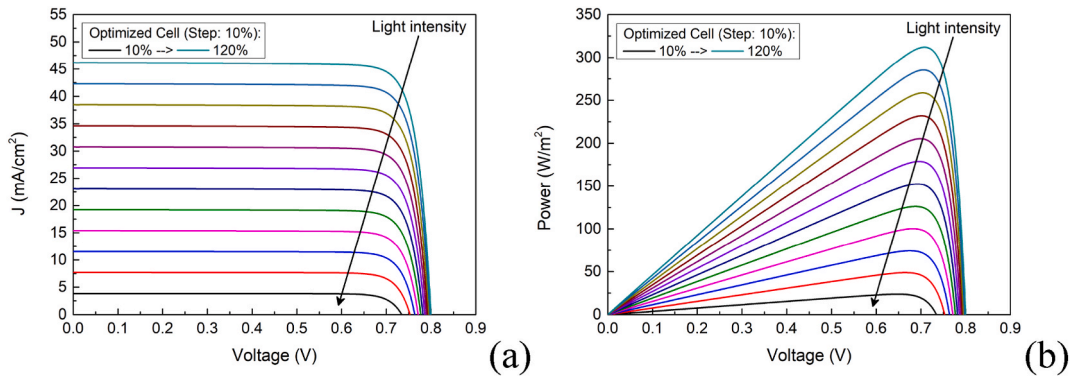 55
50
45
40
35
30
25
20
15
10
5
0
J (mA/cm²)
Optimized Cell (Step: 10%):
10% --> 120%
Light intensity
0.0 0.1 0.2 0.3 0.4 0.5 0.6 0.7 0.8 0.9
Voltage (V)
(a)
350
300
250
200
150
100
50
0
Power (W/m²)
Optimized Cell (Step: 10%):
10% --> 120%
Light intensity
0.0 0.1 0.2 0.3 0.4 0.5 0.6 0.7 0.8 0.9
Voltage (V)
(b)